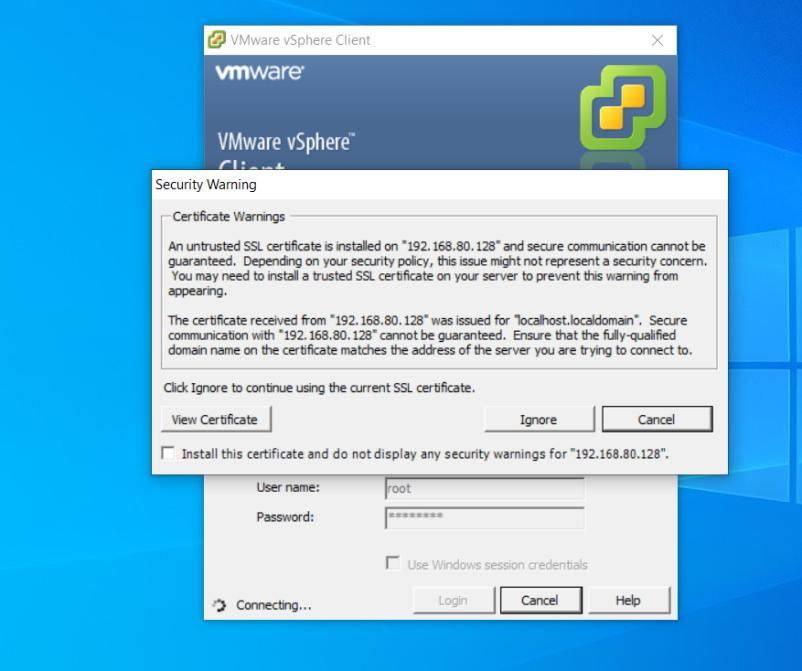 VMware vSphere Client
vmware®
VMware vSphere™
Client
Security Warning
Certificate Warnings
An untrusted SSL certificate is installed on "192.168.80.128" and secure communication cannot be
guaranteed. Depending on your security policy, this issue might not represent a security concern.
You may need to install a trusted SSL certificate on your server to prevent this warning from
appearing.
The certificate received from "192.168.80.128" was issued for "localhost.localdomain". Secure
communication with "192.168.80.128" cannot be guaranteed. Ensure that the fully-qualified
domain name on the certificate matches the address of the server you are trying to connect to.
Click Ignore to continue using the current SSL certificate.
View Certificate Ignore Cancel
Install this certificate and do not display any security warnings for "192.168.80.128".
User name: root
Password: ********
Use Windows session credentials
Connecting... Login Cancel Help